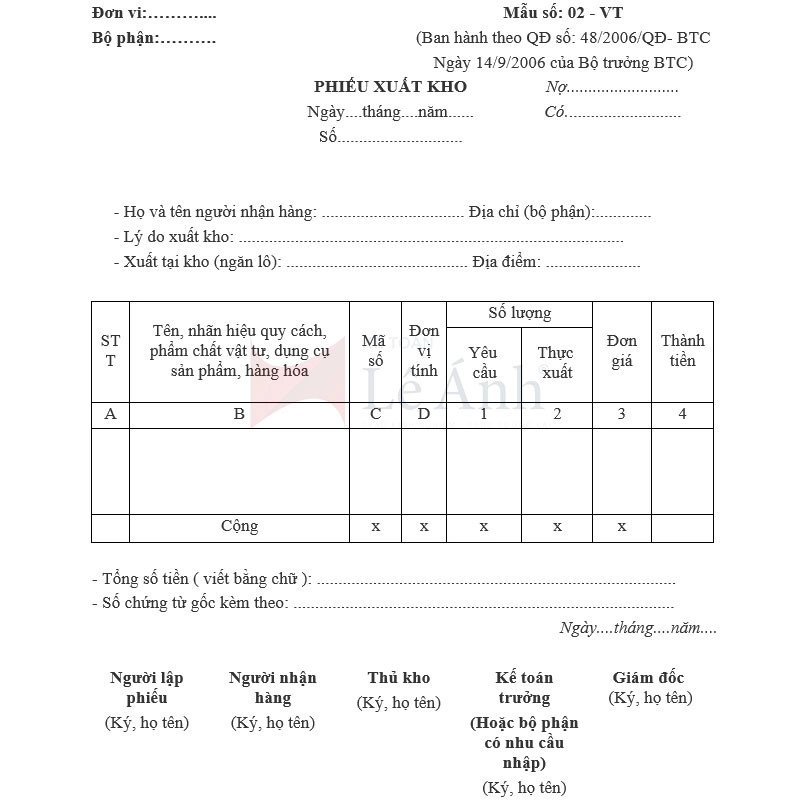 Đơn vi:………....
Mẫu số: 02 - VT
Bộ phận:……….
(Ban hành theo QĐ số: 48/2006/QĐ- BTC
Ngày 14/9/2006 của Bộ trưởng BTC)
PHIẾU XUẤT KHO
Nợ..........................
Ngày....tháng....năm......
Có...........................
Số.............................
- Họ và tên người nhận hàng: ................................. Địa chỉ (bộ phận):.............
- Lý do xuất kho: .........................................................................................
- Xuất tại kho (ngăn lô): .......................................... Địa điểm: ......................
ST
T
Tên, nhãn hiệu quy cách,
phẩm chất vật tư, dụng cụ
sản phẩm, hàng hóa
Mã
số
Đơn
vị
tính
Số lượng
Yêu
cầu
Thực
xuất
Đơn
giá
Thành
tiền
A B C D 1 2 3 4
Cộng x x x x x
TOÁN
Lê Ánh
- Tổng số tiền ( viết bằng chữ ): ...................................................................................
- Số chứng từ gốc kèm theo: ........................................................................................
Ngày....tháng....năm....
Người lập
phiếu
(Ký, họ tên)
Người nhận
hàng
(Ký, họ tên)
Thủ kho
(Ký, họ tên)
Kế toán
trưởng
(Hoặc bộ phận
có nhu cầu
nhập)
(Ký, họ tên)
Giám đốc
(Ký, họ tên)